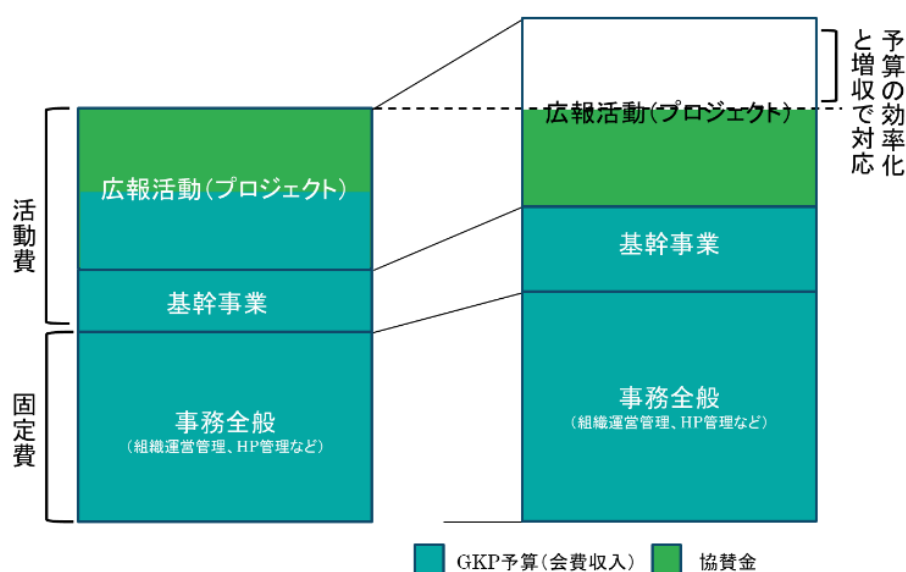 活動費
固定費
広報活動(プロジェクト)
基幹事業
事務全般
(組織運営管理、HP管理など)
広報活動(プロジェクト)
基幹事業
事務全般
(組織運営管理、HP管理など)
予算の効率化
と増収で対応
GKP予算(会費収入)
協賛金